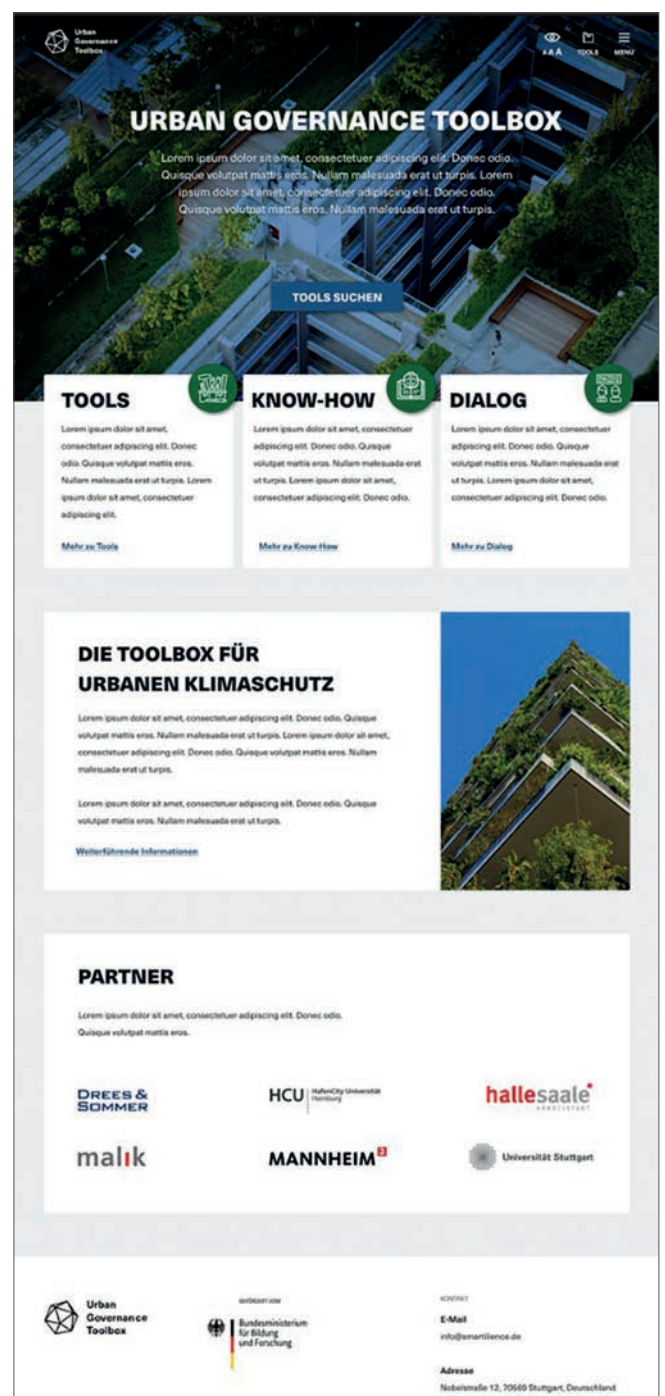 Urban
Governance
Toolbox
AAA
TOOLS
MENU
URBAN GOVERNANCE TOOLBOX
Lorem ipsum dolor sit amet, consectetuer adipiscing elit. Donec odio.
Quisque volutpat mattis eros. Nullam malesuada erat ut turpis. Lorem
ipsum dolor sit amet, consectetuer adipiscing elit. Donec odio.
Quisque volutpat mattis eros. Nullam malesuada erat ut turpis.
TOOLS SUCHEN
TOOLS
Lorem ipsum dolor sit amet,
consectetuer adipiscing elit. Donec
odio. Quisque volutpat mattis eros.
Nullam malesuada erat ut turpis. Lorem
ipsum dolor sit amet, consectetuer
adipiscing elit.
Mehr zu Tools
KNOW-HOW
Lorem ipsum dolor sit amet, consectetuer
adipiscing elit. Donec odio. Quisque
volutpat mattis eros. Nullam malesuada erat
ut turpis. Lorem ipsum dolor sit amet,
consectetuer adipiscing elit. Donec odio.
Mehr zu Know-How
DIALOG
Lorem ipsum dolor sit amet, consectetuer
adipiscing elit. Donec odio. Quisque
volutpat mattis eros. Nullam malesuada erat
ut turpis. Lorem ipsum dolor sit amet,
consectetuer adipiscing elit. Donec odio.
Mehr zu Dialog
DIE TOOLBOX FÜR
URBANEN KLIMASCHUTZ
Lorem ipsum dolor sit amet, consectetuer adipiscing elit. Donec odio. Quisque
volutpat mattis eros. Nullam malesuada erat ut turpis. Lorem ipsum dolor sit amet,
consectetuer adipiscing elit. Donec odio. Quisque volutpat mattis eros. Nullam
malesuada erat ut turpis.
Lorem ipsum dolor sit amet, consectetuer adipiscing elit. Donec odio. Quisque
volutpat mattis eros. Nullam malesuada erat ut turpis.
Weiterführende Informationen
PARTNER
Lorem ipsum dolor sit amet, consectetuer adipiscing elit. Donec odio.
Quisque volutpat mattis eros.
DREES &
SOMMER
HCU
HafenCity Universität
Hamburg
hallesaale
HÄNDELSTADT
malik
MANNHEIM²
Universität Stuttgart
Urban
Governance
Toolbox
GEFÖRDERT VOM
Bundesministerium
für Bildung
und Forschung
KONTAKT
E-Mail
info@smartilience.de
Adresse
Nobelstraße 12, 70569 Stuttgart, Deutschland